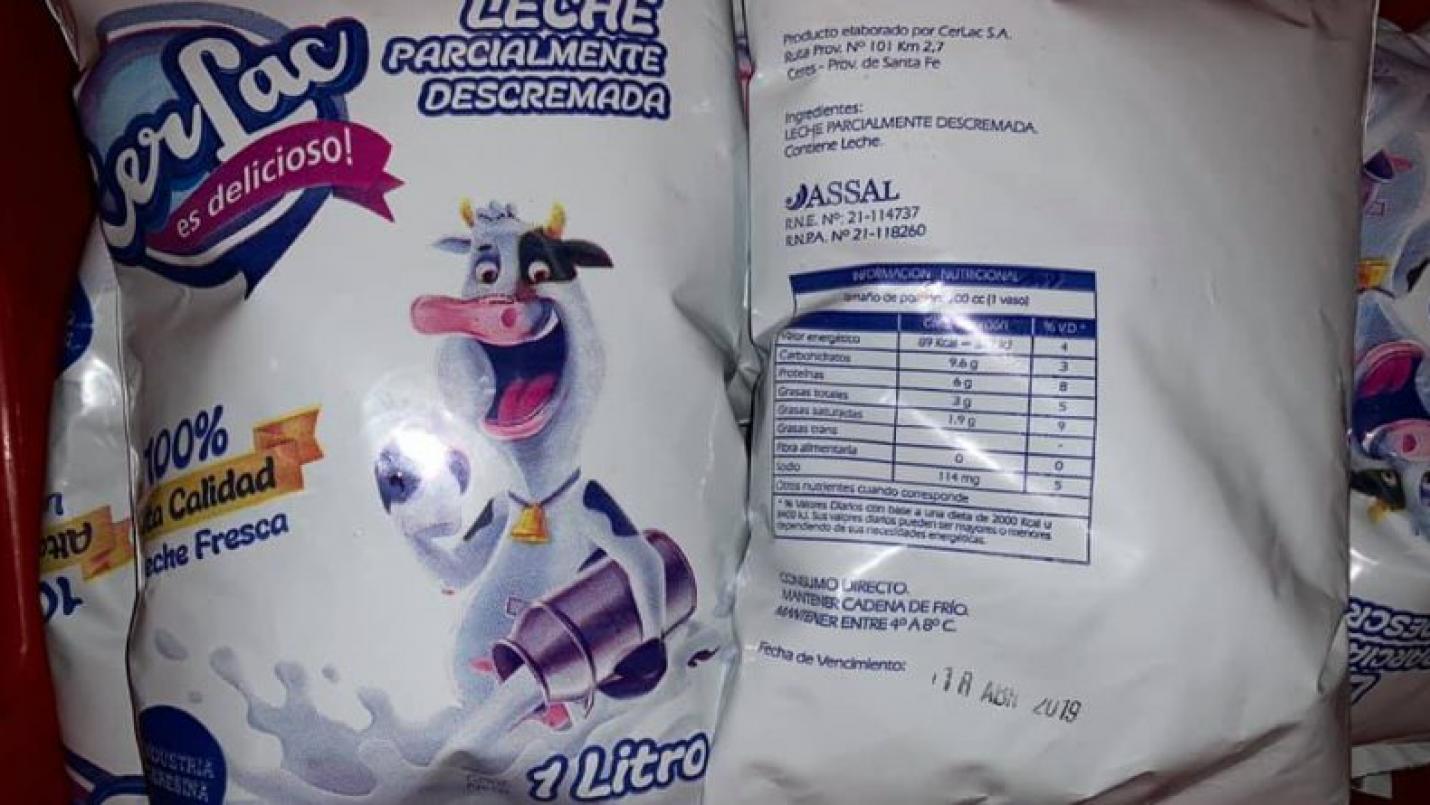 CerLac
es delicioso!
LECHE
PARCIALMENTE
DESCREMADA
100%
Alta Calidad
Leche Fresca
INDUSTRIA
CERESINA
1 Litro
Producto elaborado por CerLac S.A.
Ruta Prov. Nº 101 Km 2,7
Ceres - Prov. de Santa Fe
Ingredientes:
LECHE PARCIALMENTE DESCREMADA.
Contiene Leche.
ASSAL
R.N.E. Nº: 21-114737
R.N.P.A. Nº 21-118260
INFORMACION NUTRICIONAL
Tamaño de 00 cc (1 vaso)
% V.D.*
Valor energético 89 Kcal = 4
Carbohidratos 9.6 g 3
Proteínas 6 g 8
Grasas totales 3 g 5
Grasas saturadas 1.9 g 9
Grasas trans -
Fibra alimentaria 0 0
Sodio 114 mg 5
Otros nutrientes cuando corresponde
* % Valores Diarios con base a una dieta de 2000 Kcal u
8400 kJ. Sus valores diarios pueden ser mayores o menores
dependiendo de sus necesidades energéticas.
CONSUMO DIRECTO.
MANTENER CADENA DE FRÍO.
MANTENER ENTRE 4º A 8º C.
Fecha de Vencimiento:
18 ABR 2019